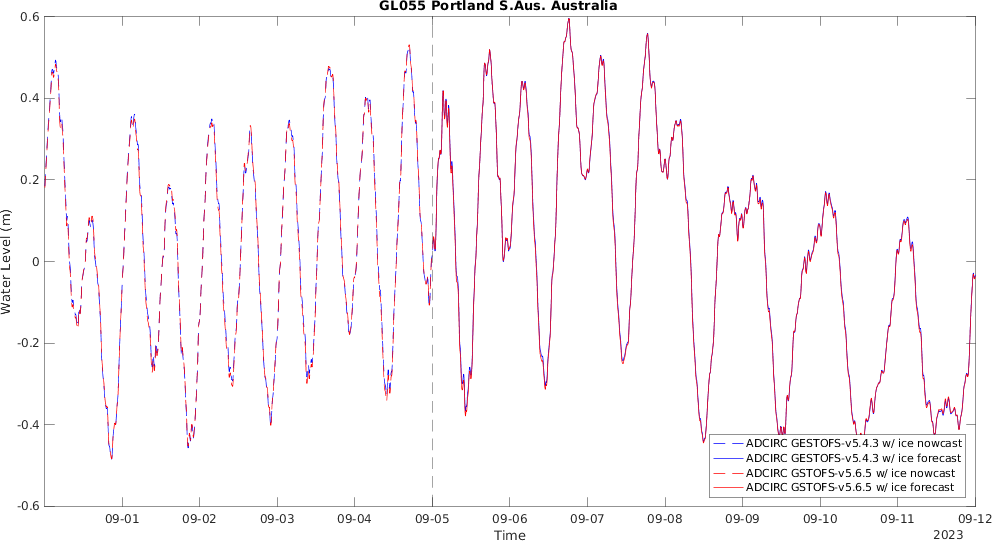 GL055 Portland S.Aus. Australia
0.6
0.4
0.2
0
-0.2
-0.4
-0.6
Water Level (m)
ADCIRC GESTOFS-v5.4.3 w/ ice nowcast
ADCIRC GESTOFS-v5.4.3 w/ ice forecast
ADCIRC GSTOFS-v5.6.5 w/ ice nowcast
ADCIRC GSTOFS-v5.6.5 w/ ice forecast
09-01 09-02 09-03 09-04 09-05 09-06 09-07 09-08 09-09 09-10 09-11 09-12
Time
2023